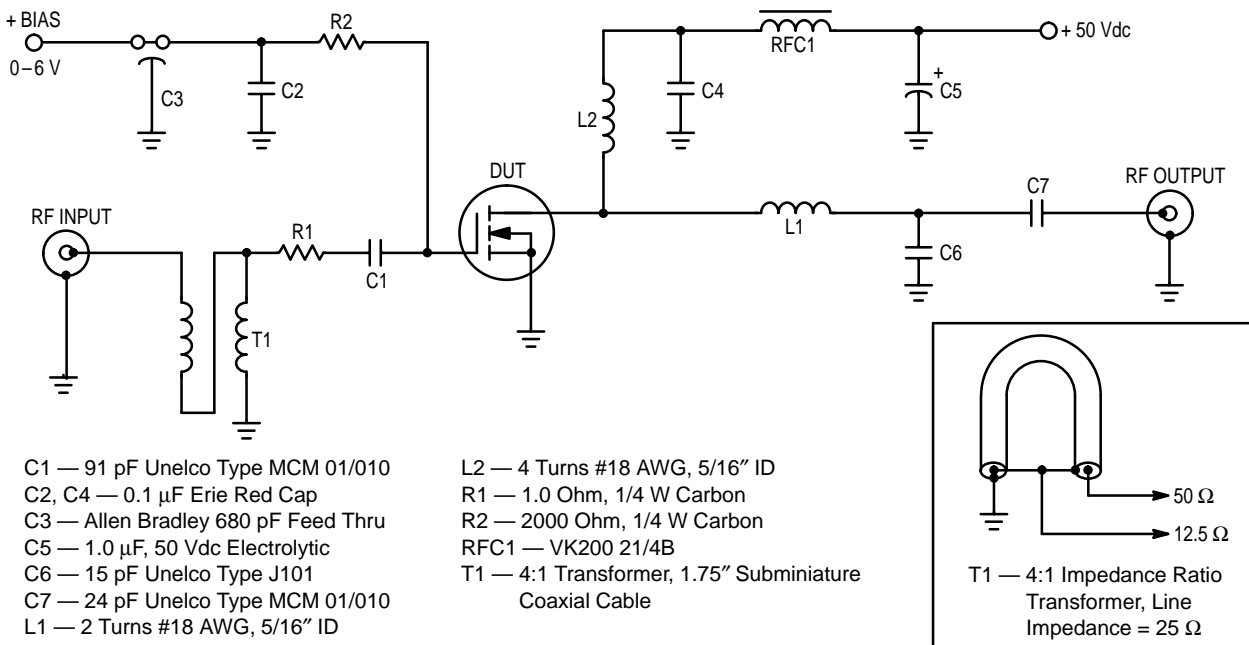 + BIAS
0–6 V
C3
C2
R2
RF INPUT
T1
R1
C1
DUT
L2
C4
RFC1
+
C5
+ 50 Vdc
L1
C6
C7
RF OUTPUT
C1 — 91 pF Unelco Type MCM 01/010
C2, C4 — 0.1 μF Erie Red Cap
C3 — Allen Bradley 680 pF Feed Thru
C5 — 1.0 μF, 50 Vdc Electrolytic
C6 — 15 pF Unelco Type J101
C7 — 24 pF Unelco Type MCM 01/010
L1 — 2 Turns #18 AWG, 5/16″ ID
L2 — 4 Turns #18 AWG, 5/16″ ID
R1 — 1.0 Ohm, 1/4 W Carbon
R2 — 2000 Ohm, 1/4 W Carbon
RFC1 — VK200 21/4B
T1 — 4:1 Transformer, 1.75″ Subminiature
Coaxial Cable
50 Ω
12.5 Ω
T1 — 4:1 Impedance Ratio
Transformer, Line
Impedance = 25 Ω